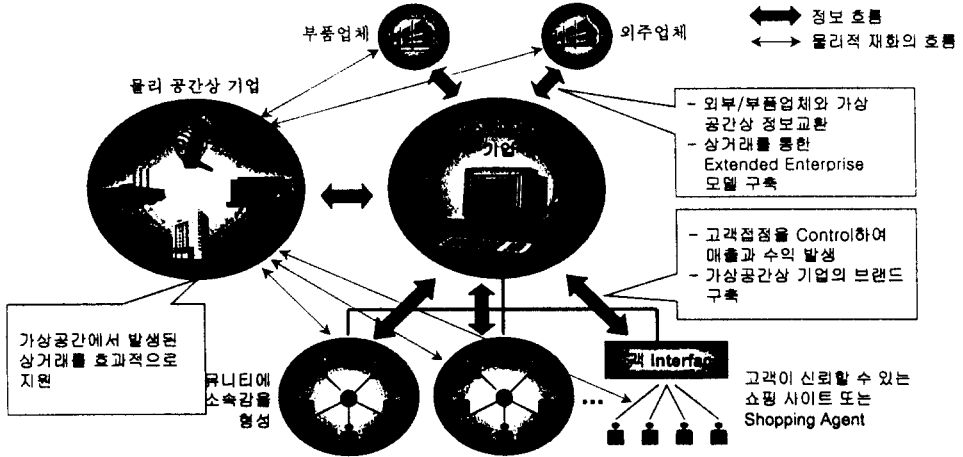 부품업체
외주업체
정보 흐름
물리적 재화의 흐름
물리 공간상 기업
기업
- 외부/부품업체와 가상
공간상 정보교환
- 상거래를 통한
Extended Enterprise
모델 구축
- 고객접점을 Control하여
매출과 수익 발생
- 가상공간상 기업의 브랜드
구축
가상공간에서 발생된
상거래를 효과적으로
지원
뮤니티에
소속감을
형성
...
객 Interfac
고객이 신뢰할 수 있는
쇼핑 사이트 또는
Shopping Agent